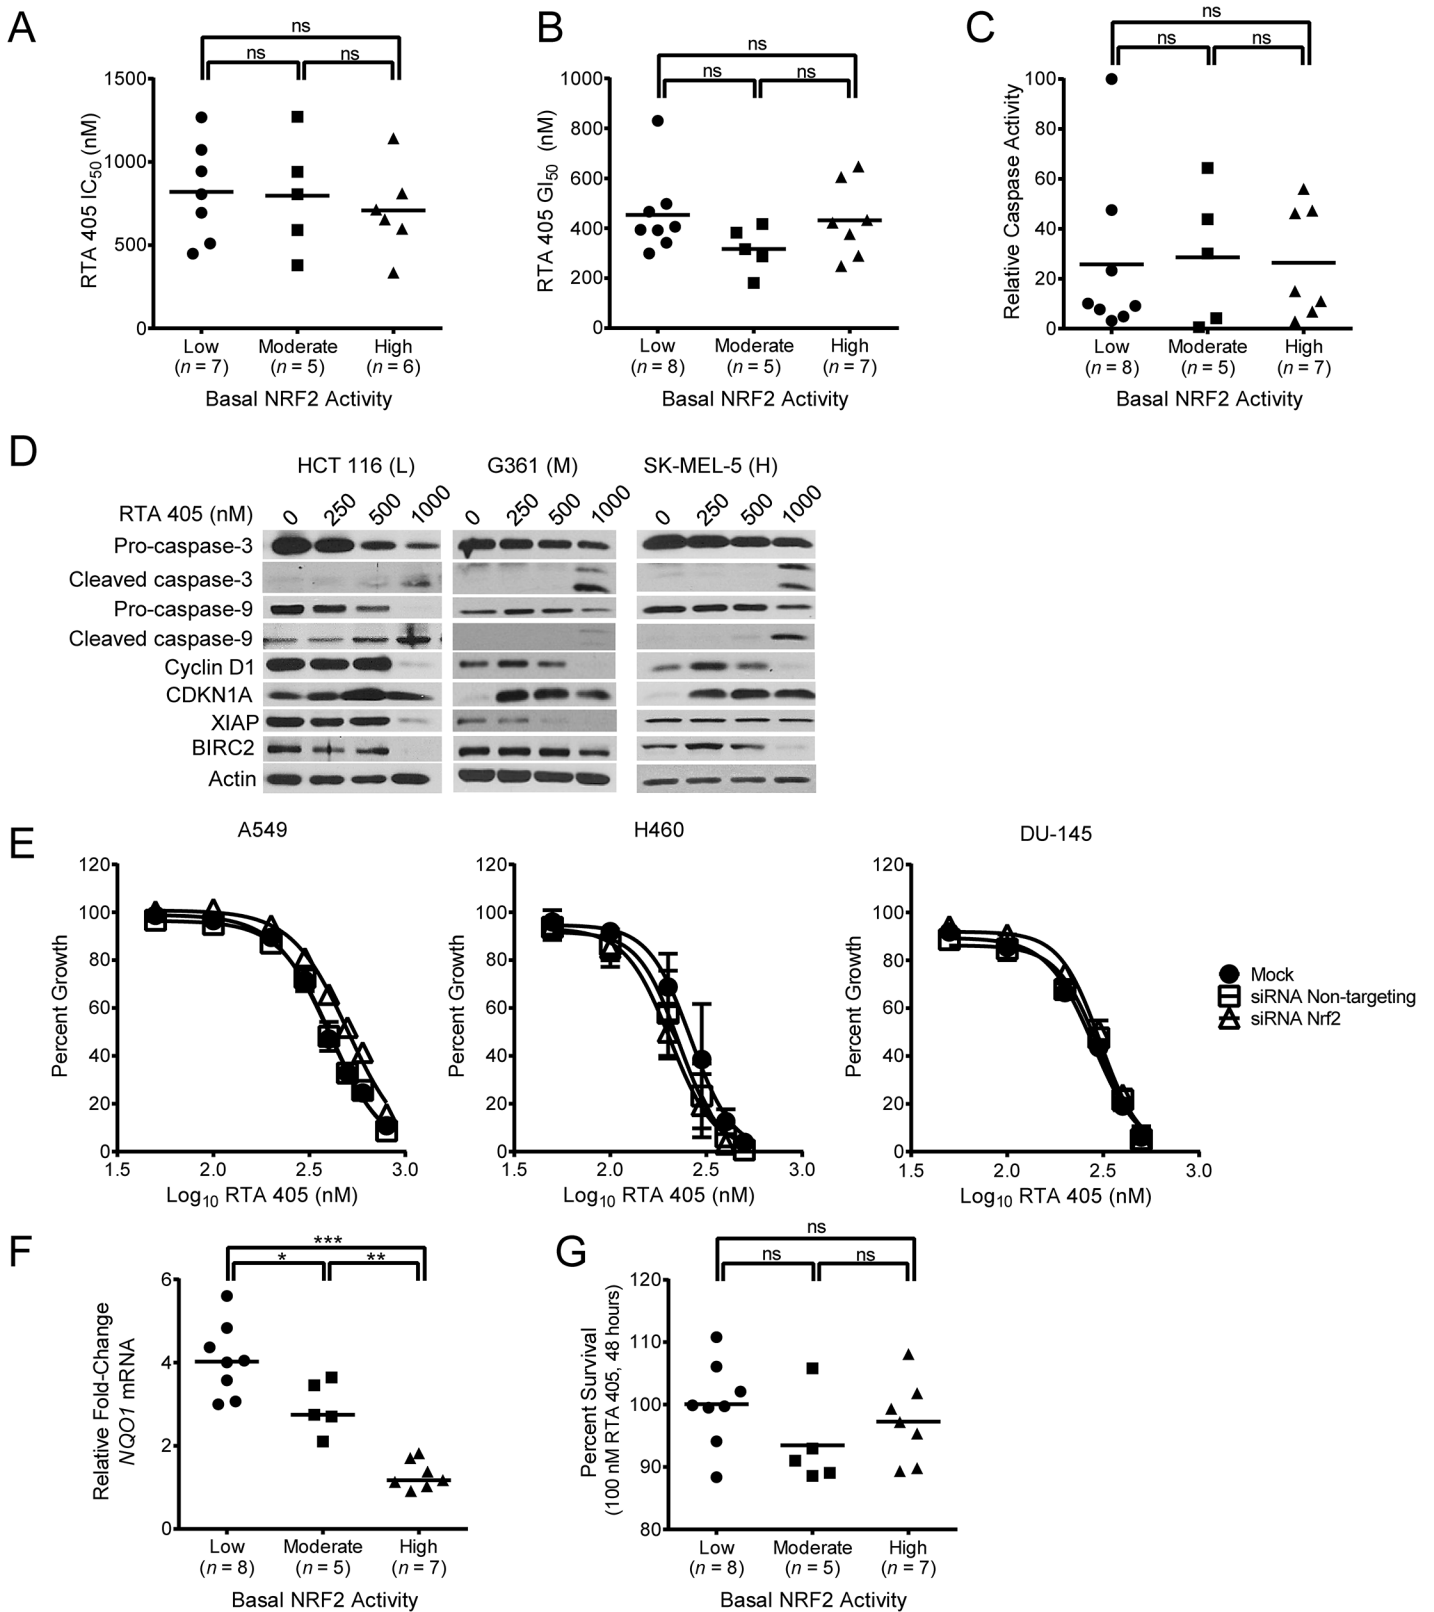 A
ns
ns
ns
RTA 405 IC50 (nM)
1500
1000
500
0
Low
(n = 7)
Moderate
(n = 5)
High
(n = 6)
Basal NRF2 Activity
B
ns
ns
ns
RTA 405 GI50 (nM)
1000
800
600
400
200
0
Low
(n = 8)
Moderate
(n = 5)
High
(n = 7)
Basal NRF2 Activity
C
ns
ns
ns
Relative Caspase Activity
100
80
60
40
20
0
Low
(n = 8)
Moderate
(n = 5)
High
(n = 7)
Basal NRF2 Activity
D
HCT 116 (L)
G361 (M)
SK-MEL-5 (H)
RTA 405 (nM)
0 250 500 1000
0 250 500 1000
0 250 500 1000
Pro-caspase-3
Cleaved caspase-3
Pro-caspase-9
Cleaved caspase-9
Cyclin D1
CDKN1A
XIAP
BIRC2
Actin
E
A549
Percent Growth
120
100
80
60
40
20
0
1.5 2.0 2.5 3.0
Log10 RTA 405 (nM)
H460
Percent Growth
120
100
80
60
40
20
0
1.5 2.0 2.5 3.0
Log10 RTA 405 (nM)
DU-145
Percent Growth
120
100
80
60
40
20
0
1.5 2.0 2.5 3.0
Log10 RTA 405 (nM)
Mock
siRNA Non-targeting
siRNA Nrf2
F
***
*
**
Relative Fold-Change
NQO1 mRNA
6
4
2
0
Low
(n = 8)
Moderate
(n = 5)
High
(n = 7)
Basal NRF2 Activity
G
ns
ns
ns
Percent Survival
(100 nM RTA 405, 48 hours)
120
110
100
90
80
Low
(n = 8)
Moderate
(n = 5)
High
(n = 7)
Basal NRF2 Activity